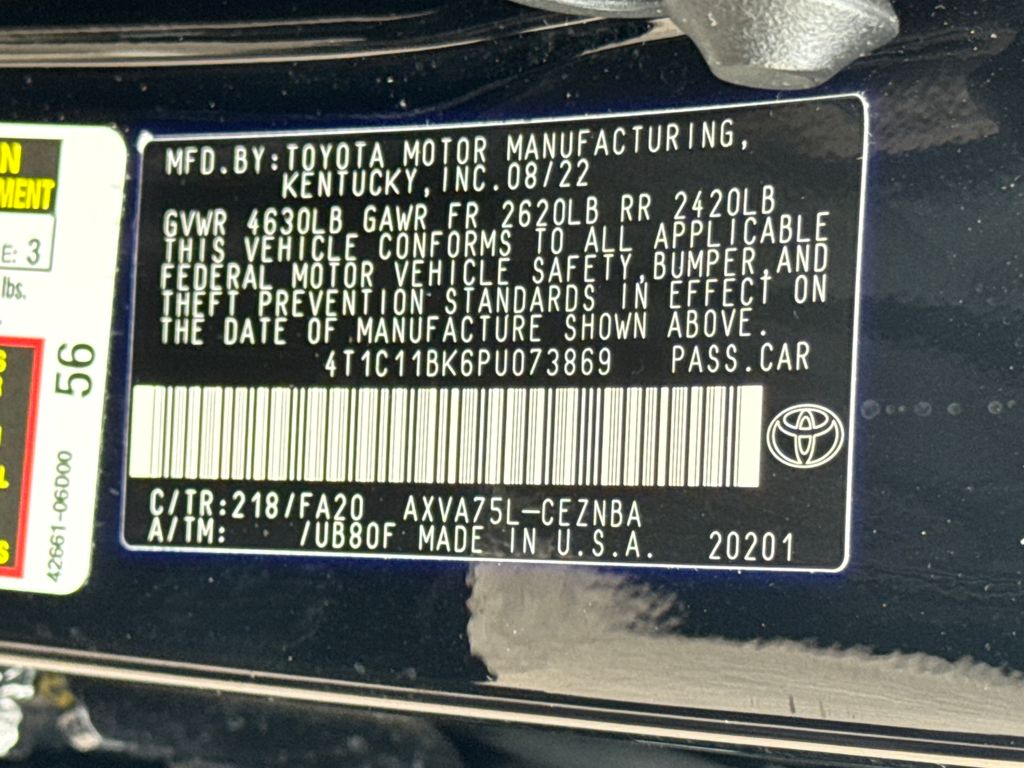 MFD.BY:TOYOTA MOTOR MANUFACTURING,
KENTUCKY,INC.08/22
GVWR 4630LB GAWR FR 2620LB RR 2420LB
THIS VEHICLE CONFORMS TO ALL APPLICABLE
FEDERAL MOTOR VEHICLE SAFETY,BUMPER,AND
THEFT PREVENTION STANDARDS IN EFFECT ON
THE DATE OF MANUFACTURE SHOWN ABOVE.
4T1C11BK6PU073869 PASS.CAR
C/TR:218/FA20 AXVA75L-CEZNBA
A/TM: /UB80F MADE IN U.S.A. 20201
E: 3
lbs.
56
42661-06D00